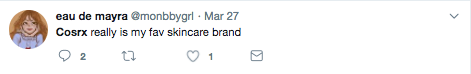 eau de mayra @monbbygrl · Mar 27
Cosrx really is my fav skincare brand
2 1